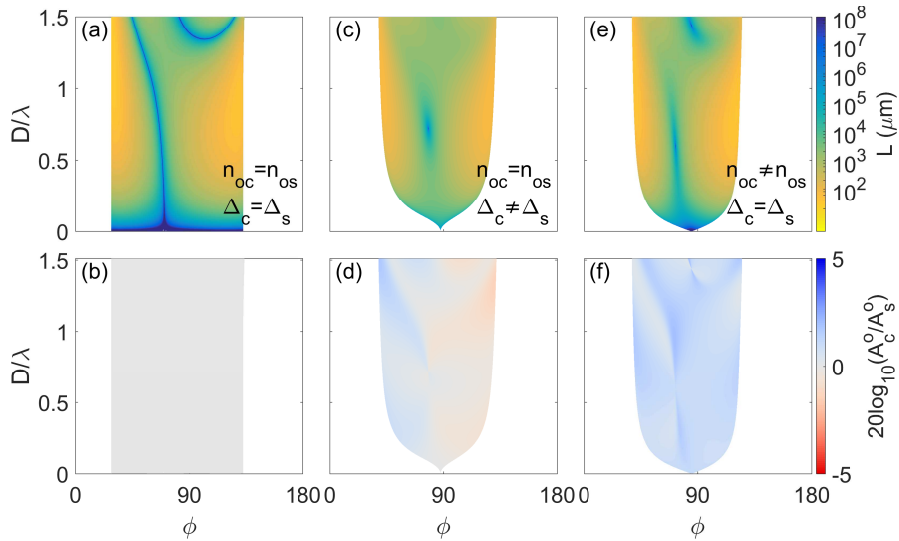 (a)
(c)
(e)
1.5
1
0.5
0
D/λ
n_oc=n_os
Δ_c=Δ_s
n_oc=n_os
Δ_c≠Δ_s
n_oc≠n_os
Δ_c=Δ_s
10^8
10^7
10^6
10^5
10^4
10^3
10^2
L (μm)
(b)
(d)
(f)
1.5
1
0.5
0
D/λ
5
0
-5
20log_10(A_c^o/A_s^o)
0 90 180
0 90 180
0 90 180
ϕ ϕ ϕ